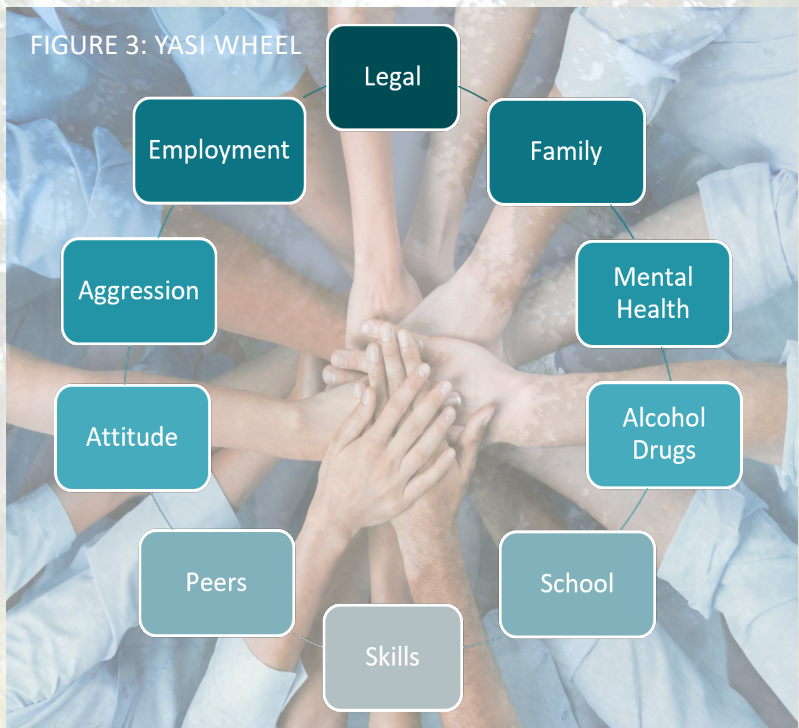 FIGURE 3: YASI WHEEL
Legal
Family
Mental
Health
Alcohol
Drugs
School
Skills
Peers
Attitude
Aggression
Employment